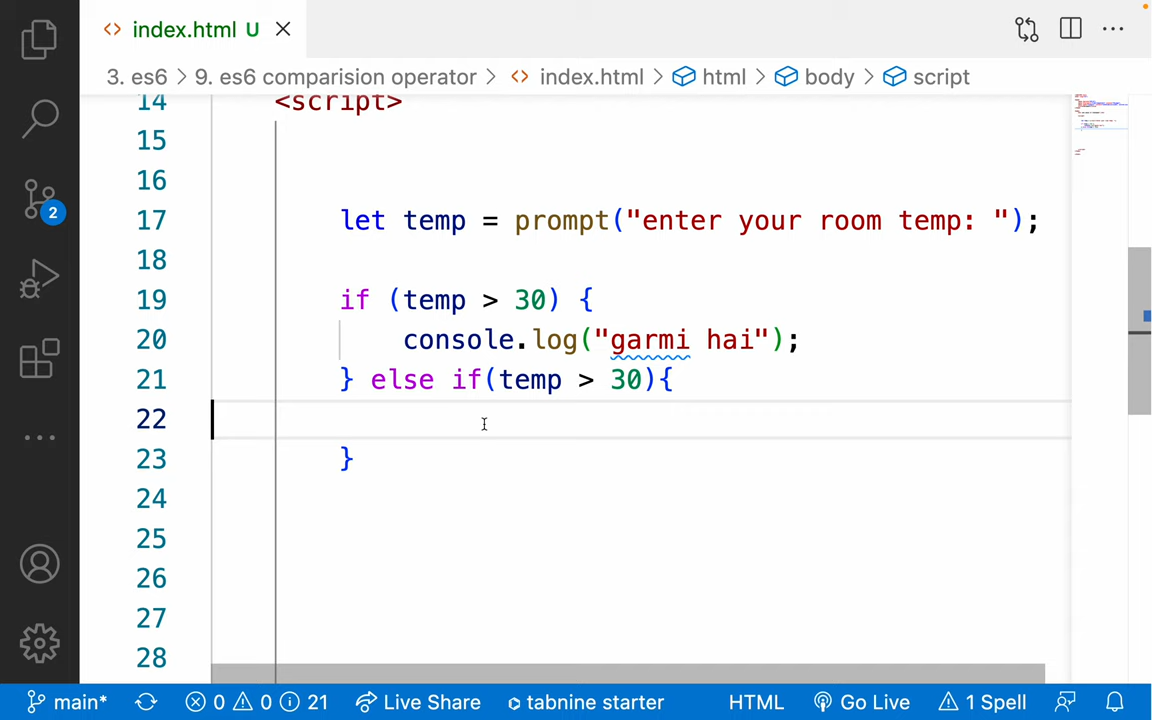 index.html U
3. es6 > 9. es6 comparision operator > index.html > html > body > script
14 <script>
15
16
17 let temp = prompt("enter your room temp: ");
18
19 if (temp > 30) {
20 console.log("garmi hai");
21 } else if(temp > 30){
22
23 }
24
25
26
27
28
2
main* 0 0 21 Live Share tabnine starter HTML Go Live 1 Spell